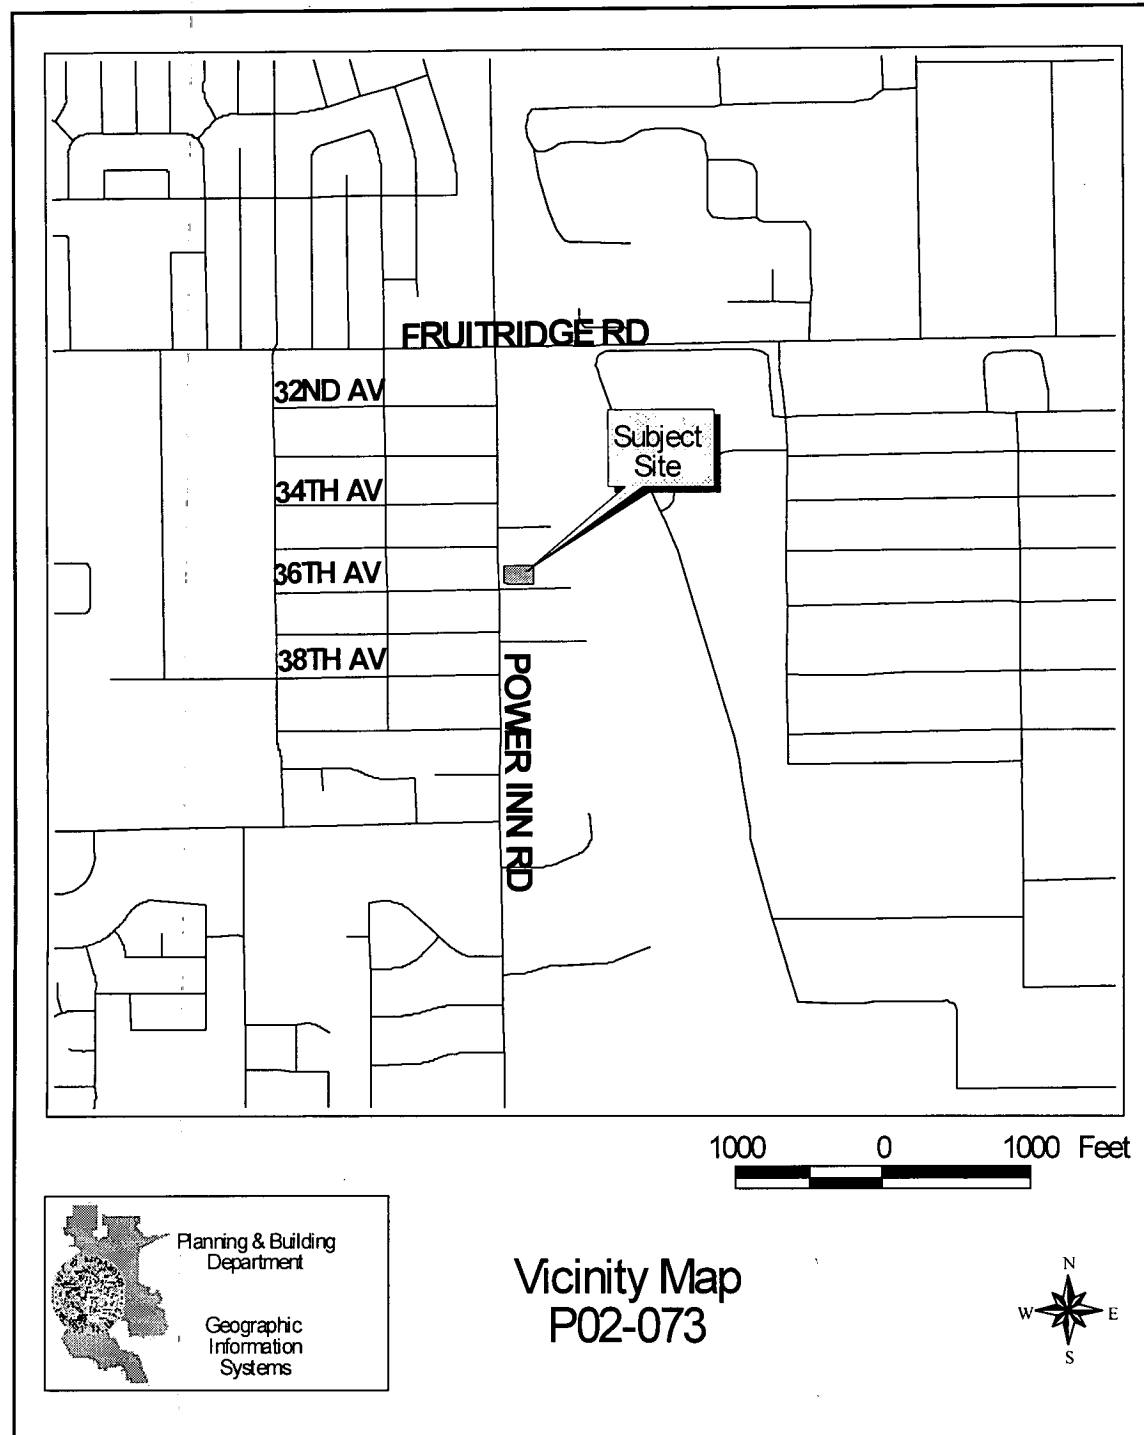 FRUITRIDGE RD
32ND AV
Subject
Site
34TH AV
36TH AV
38TH AV
POWER INN RD
1000 0 1000 Feet
Planning & Building
Department
Geographic
Information
Systems
Vicinity Map
P02-073
N
W E
S